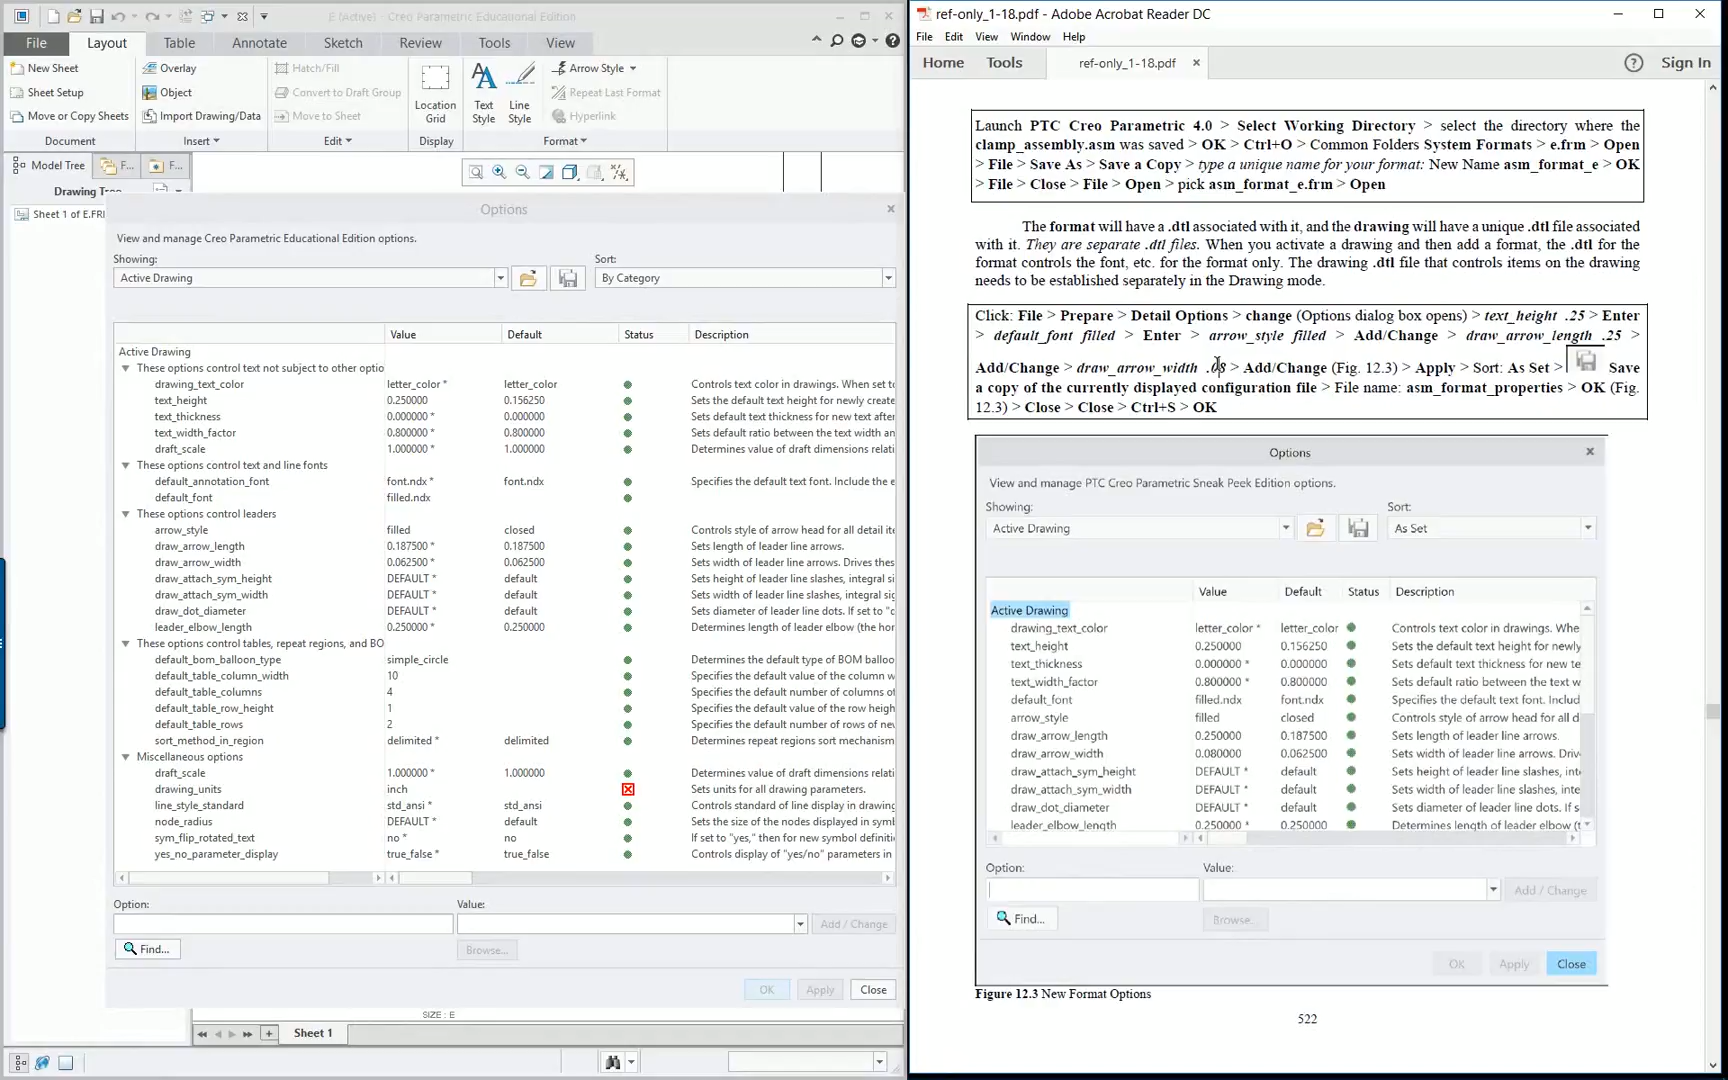 E (Active) - Creo Parametric Educational Edition
File
Layout
Table
Annotate
Sketch
Review
Tools
View
New Sheet
Sheet Setup
Move or Copy Sheets
Document
Overlay
Object
Import Drawing/Data
Insert
Hatch/Fill
Convert to Draft Group
Move to Sheet
Edit
Location
Grid
Display
Text
Style
Line
Style
Arrow Style
Repeat Last Format
Hyperlink
Format
Model Tree
F...
F...
Drawing Tree
Sheet 1 of E.FRI
Options
View and manage Creo Parametric Educational Edition options.
Showing:
Active Drawing
Sort:
By Category
Value Default Status Description
Active Drawing
These options control text not subject to other optio
drawing_text_color letter_color * letter_color Controls text color in drawings. When set to
text_height 0.250000 0.156250 Sets the default text height for newly create
text_thickness 0.000000 * 0.000000 Sets default text thickness for new text after
text_width_factor 0.800000 * 0.800000 Sets default ratio between the text width an
draft_scale 1.000000 * 1.000000 Determines value of draft dimensions relati
These options control text and line fonts
default_annotation_font font.ndx * font.ndx Specifies the default text font. Include the e
default_font filled.ndx
These options control leaders
arrow_style filled closed Controls style of arrow head for all detail ite
draw_arrow_length 0.187500 * 0.187500 Sets length of leader line arrows.
draw_arrow_width 0.062500 * 0.062500 Sets width of leader line arrows. Drives thes
draw_attach_sym_height DEFAULT * default Sets height of leader line slashes, integral si
draw_attach_sym_width DEFAULT * default Sets width of leader line slashes, integral sig
draw_dot_diameter DEFAULT * default Sets diameter of leader line dots. If set to "c
leader_elbow_length 0.250000 * 0.250000 Determines length of leader elbow (the hor
These options control tables, repeat regions, and BO
default_bom_balloon_type simple_circle Determines the default type of BOM balloo
default_table_column_width 10 Specifies the default value of the column w
default_table_columns 4 Specifies the default number of columns of
default_table_row_height 1 Specifies the default value of the row heigh
default_table_rows 2 Specifies the default number of rows of nev
sort_method_in_region delimited * delimited Determines repeat regions sort mechanism
Miscellaneous options
draft_scale 1.000000 * 1.000000 Determines value of draft dimensions relati
drawing_units inch Sets units for all drawing parameters.
line_style_standard std_ansi * std_ansi Controls standard of line display in drawing
node_radius DEFAULT * default Sets the size of the nodes displayed in symb
sym_flip_rotated_text no * no If set to "yes," then for new symbol definiti
yes_no_parameter_display true_false * true_false Controls display of "yes/no" parameters in
Option:
Value:
Add / Change
Find...
Browse...
OK
Apply
Close
SIZE : E
Sheet 1
ref-only_1-18.pdf - Adobe Acrobat Reader DC
File Edit View Window Help
Home
Tools
ref-only_1-18.pdf
Sign In
Launch PTC Creo Parametric 4.0 > Select Working Directory > select the directory where the
clamp_assembly.asm was saved > OK > Ctrl+O > Common Folders System Formats > e.frm > Open
> File > Save As > Save a Copy > type a unique name for your format: New Name asm_format_e > OK
> File > Close > File > Open > pick asm_format_e.frm > Open
The format will have a .dtl associated with it, and the drawing will have a unique .dtl file associated
with it. They are separate .dtl files. When you activate a drawing and then add a format, the .dtl for the
format controls the font, etc. for the format only. The drawing .dtl file that controls items on the drawing
needs to be established separately in the Drawing mode.
Click: File > Prepare > Detail Options > change (Options dialog box opens) > text_height .25 > Enter
> default_font filled > Enter > arrow_style filled > Add/Change > draw_arrow_length .25 >
Add/Change > draw_arrow_width .08 > Add/Change (Fig. 12.3) > Apply > Sort: As Set > Save
a copy of the currently displayed configuration file > File name: asm_format_properties > OK (Fig.
12.3) > Close > Close > Ctrl+S > OK
Options
View and manage PTC Creo Parametric Sneak Peek Edition options.
Showing:
Active Drawing
Sort:
As Set
Value Default Status Description
Active Drawing
drawing_text_color letter_color * letter_color Controls text color in drawings. Whe
text_height 0.250000 0.156250 Sets the default text height for newly
text_thickness 0.000000 * 0.000000 Sets default text thickness for new te
text_width_factor 0.800000 * 0.800000 Sets default ratio between the text w
default_font filled.ndx font.ndx Specifies the default text font. Includ
arrow_style filled closed Controls style of arrow head for all d
draw_arrow_length 0.250000 0.187500 Sets length of leader line arrows.
draw_arrow_width 0.080000 0.062500 Sets width of leader line arrows. Driv
draw_attach_sym_height DEFAULT * default Sets height of leader line slashes, inte
draw_attach_sym_width DEFAULT * default Sets width of leader line slashes, inte
draw_dot_diameter DEFAULT * default Sets diameter of leader line dots. If s
leader_elbow_length 0.250000 * 0.250000 Determines length of leader elbow (t
Option:
Value:
Add / Change
Find...
Browse...
OK
Apply
Close
Figure 12.3 New Format Options
522